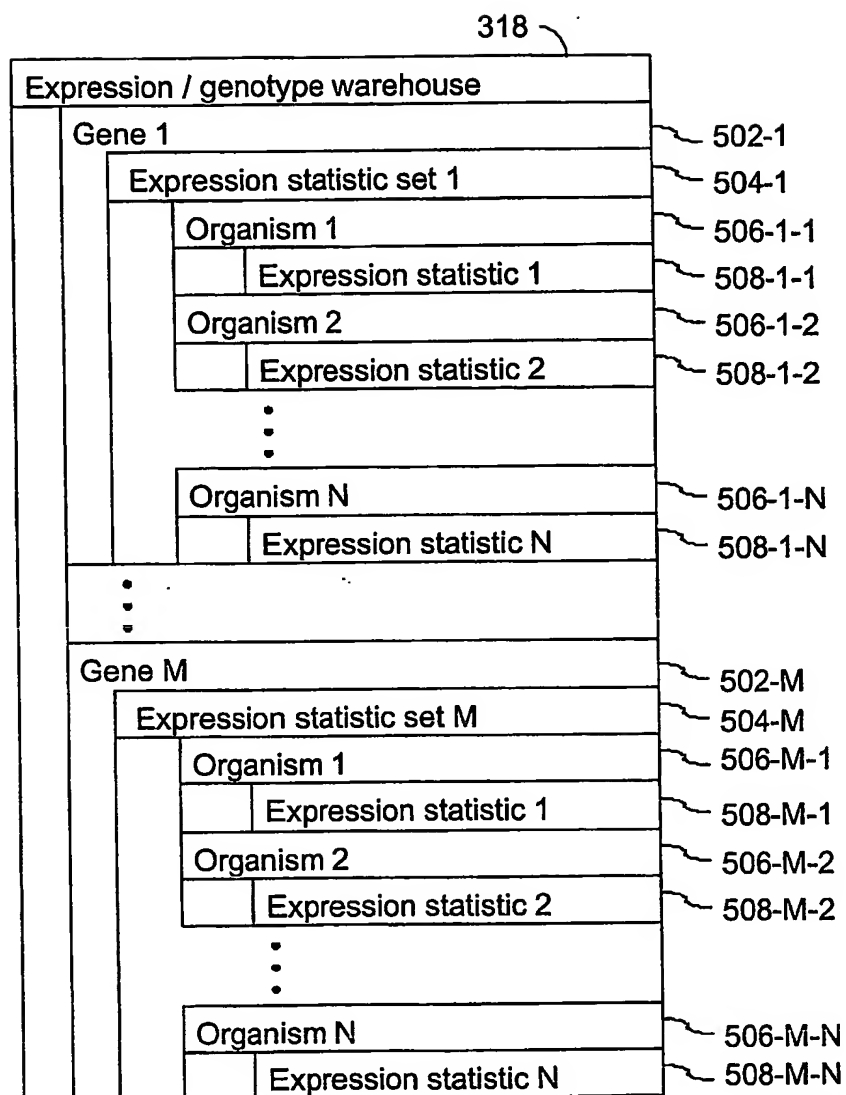 318
Expression / genotype warehouse
Gene 1 502-1
Expression statistic set 1 504-1
Organism 1 506-1-1
Expression statistic 1 508-1-1
Organism 2 506-1-2
Expression statistic 2 508-1-2
Organism N 506-1-N
Expression statistic N 508-1-N
Gene M 502-M
Expression statistic set M 504-M
Organism 1 506-M-1
Expression statistic 1 508-M-1
Organism 2 506-M-2
Expression statistic 2 508-M-2
Organism N 506-M-N
Expression statistic N 508-M-N